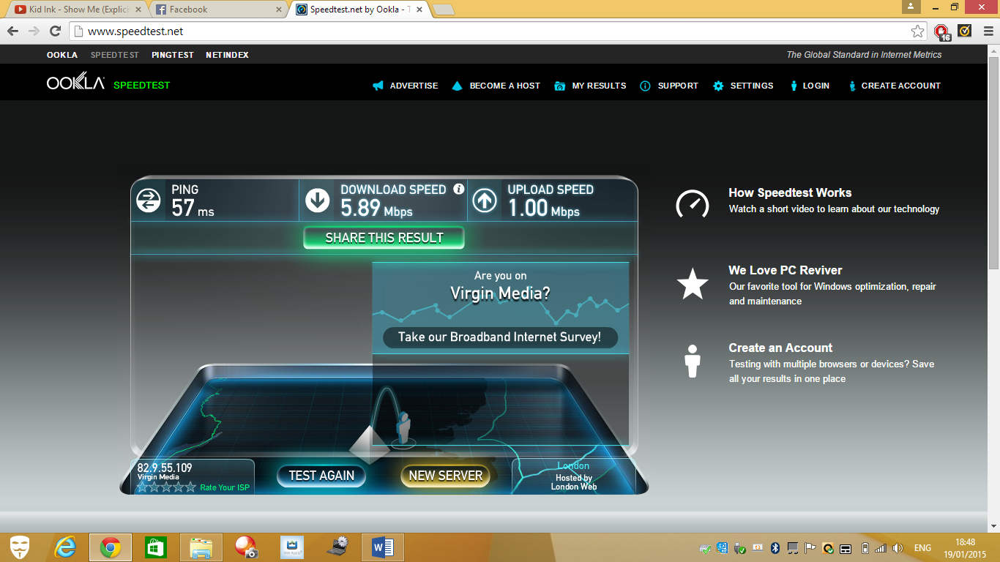 Kid Ink - Show Me (Explici
Facebook
Speedtest.net by Ookla - T
www.speedtest.net
16
OOKLA SPEEDTEST PINGTEST NETINDEX
The Global Standard in Internet Metrics
OOKLA SPEEDTEST
ADVERTISE BECOME A HOST MY RESULTS SUPPORT SETTINGS LOGIN CREATE ACCOUNT
PING
57 ms
DOWNLOAD SPEED
5.89 Mbps
UPLOAD SPEED
1.00 Mbps
SHARE THIS RESULT
Are you on
Virgin Media?
Take our Broadband Internet Survey!
How Speedtest Works
Watch a short video to learn about our technology
We Love PC Reviver
Our favorite tool for Windows optimization, repair
and maintenance
Create an Account
Testing with multiple browsers or devices? Save
all your results in one place
82.9.55.109
Virgin Media
Rate Your ISP
TEST AGAIN
NEW SERVER
London
Hosted by
London Web
ENG
18:48
19/01/2015